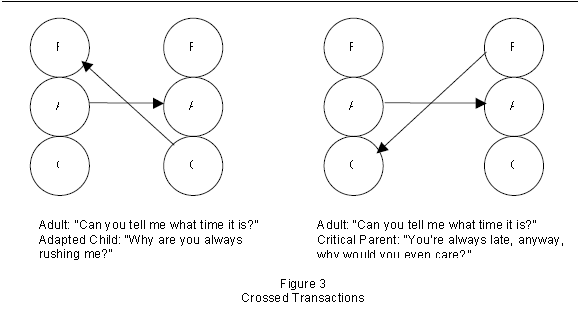 P P P P
A A A A
C C C C
Adult: "Can you tell me what time it is?"
Adapted Child: "Why are you always
rushing me?"
Adult: "Can you tell me what time it is?"
Critical Parent: "You're always late, anyway,
why would you even care?"
Figure 3
Crossed Transactions